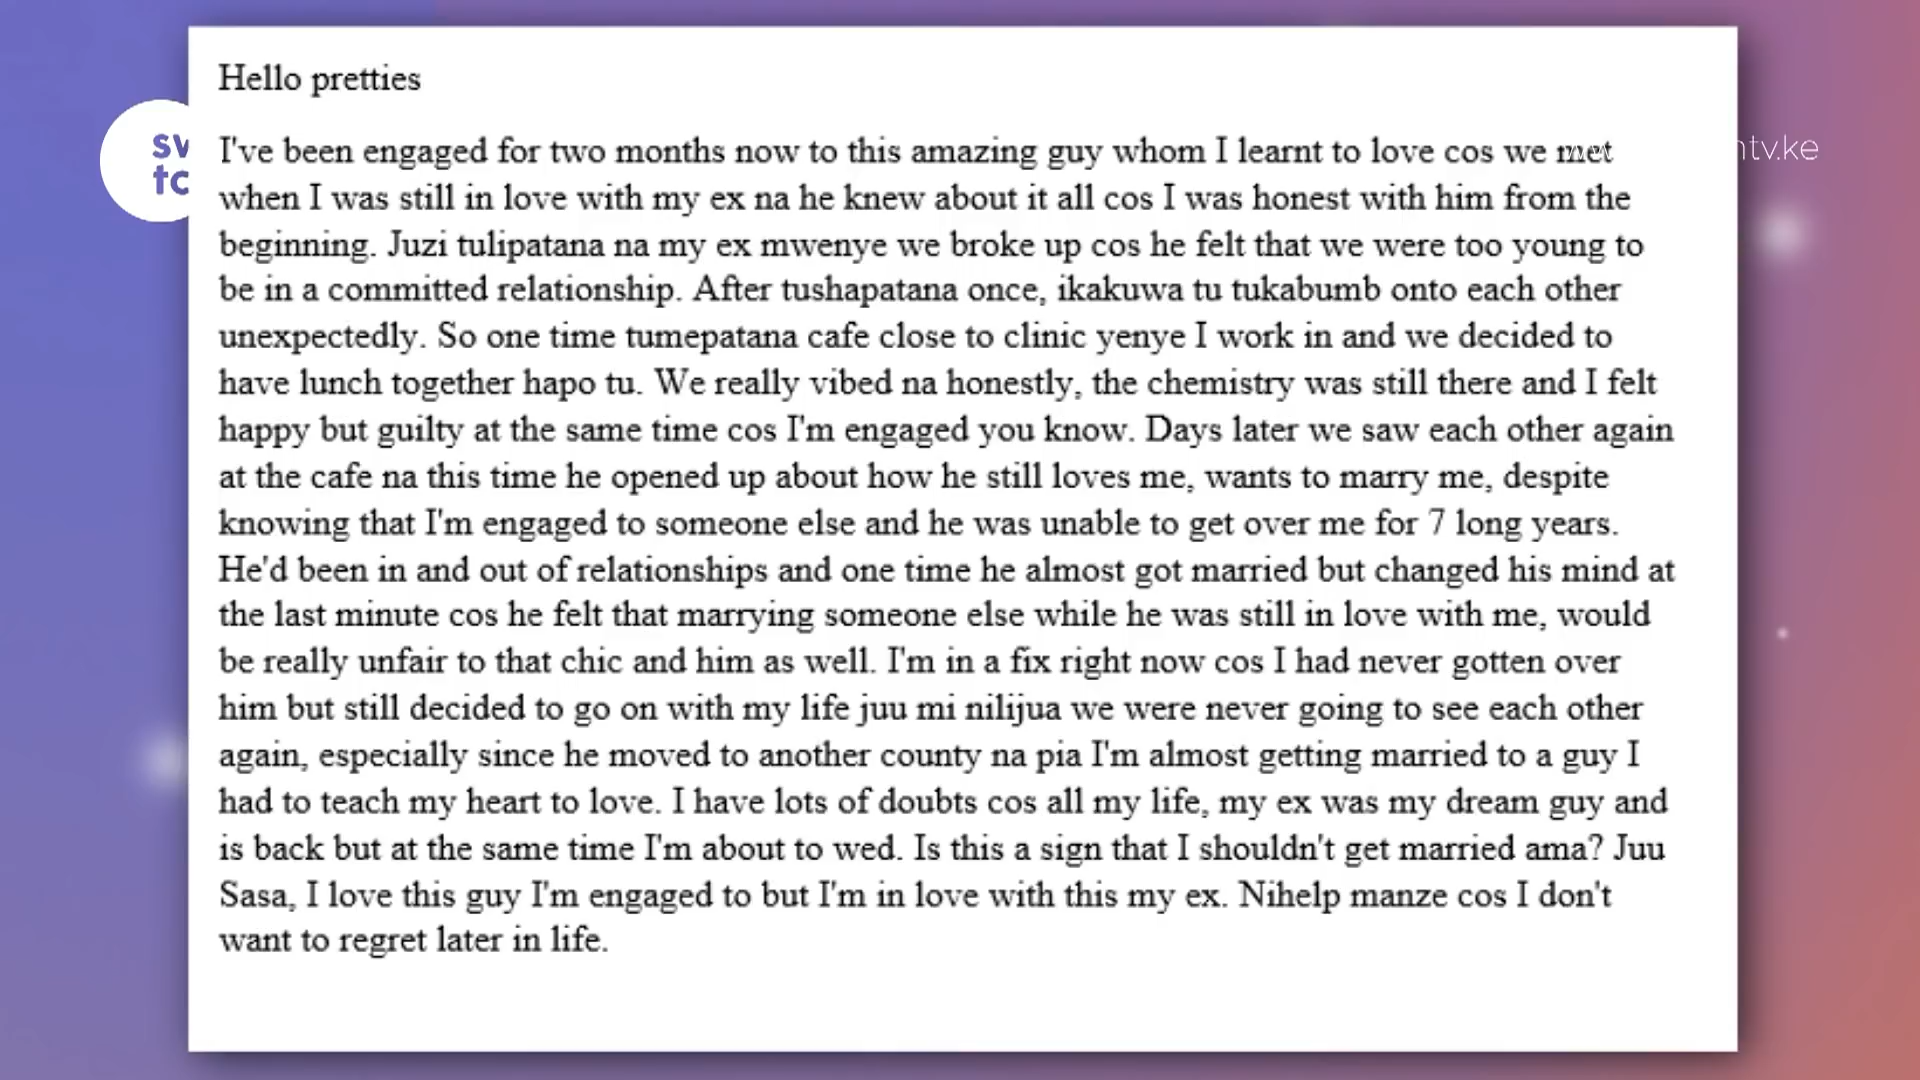 Hello pretties
I've been engaged for two months now to this amazing guy whom I learnt to love cos we met
when I was still in love with my ex na he knew about it all cos I was honest with him from the
beginning. Juzi tulipatana na my ex mwenye we broke up cos he felt that we were too young to
be in a committed relationship. After tushapatana once, ikakuwa tu tukabumb onto each other
unexpectedly. So one time tumepatana cafe close to clinic yenye I work in and we decided to
have lunch together hapo tu. We really vibed na honestly, the chemistry was still there and I felt
happy but guilty at the same time cos I'm engaged you know. Days later we saw each other again
at the cafe na this time he opened up about how he still loves me, wants to marry me, despite
knowing that I'm engaged to someone else and he was unable to get over me for 7 long years.
He'd been in and out of relationships and one time he almost got married but changed his mind at
the last minute cos he felt that marrying someone else while he was still in love with me, would
be really unfair to that chic and him as well. I'm in a fix right now cos I had never gotten over
him but still decided to go on with my life juu mi nilijua we were never going to see each other
again, especially since he moved to another county na pia I'm almost getting married to a guy I
had to teach my heart to love. I have lots of doubts cos all my life, my ex was my dream guy and
is back but at the same time I'm about to wed. Is this a sign that I shouldn't get married ama? Juu
Sasa, I love this guy I'm engaged to but I'm in love with this my ex. Nihelp manze cos I don't
want to regret later in life.